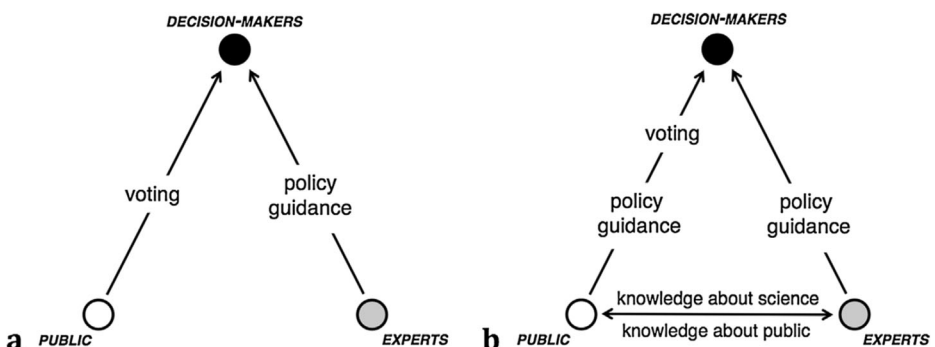 DECISION-MAKERS
voting
policy
guidance
a
PUBLIC
EXPERTS
DECISION-MAKERS
voting
policy
guidance
policy
guidance
knowledge about science
knowledge about public
b
PUBLIC
EXPERTS